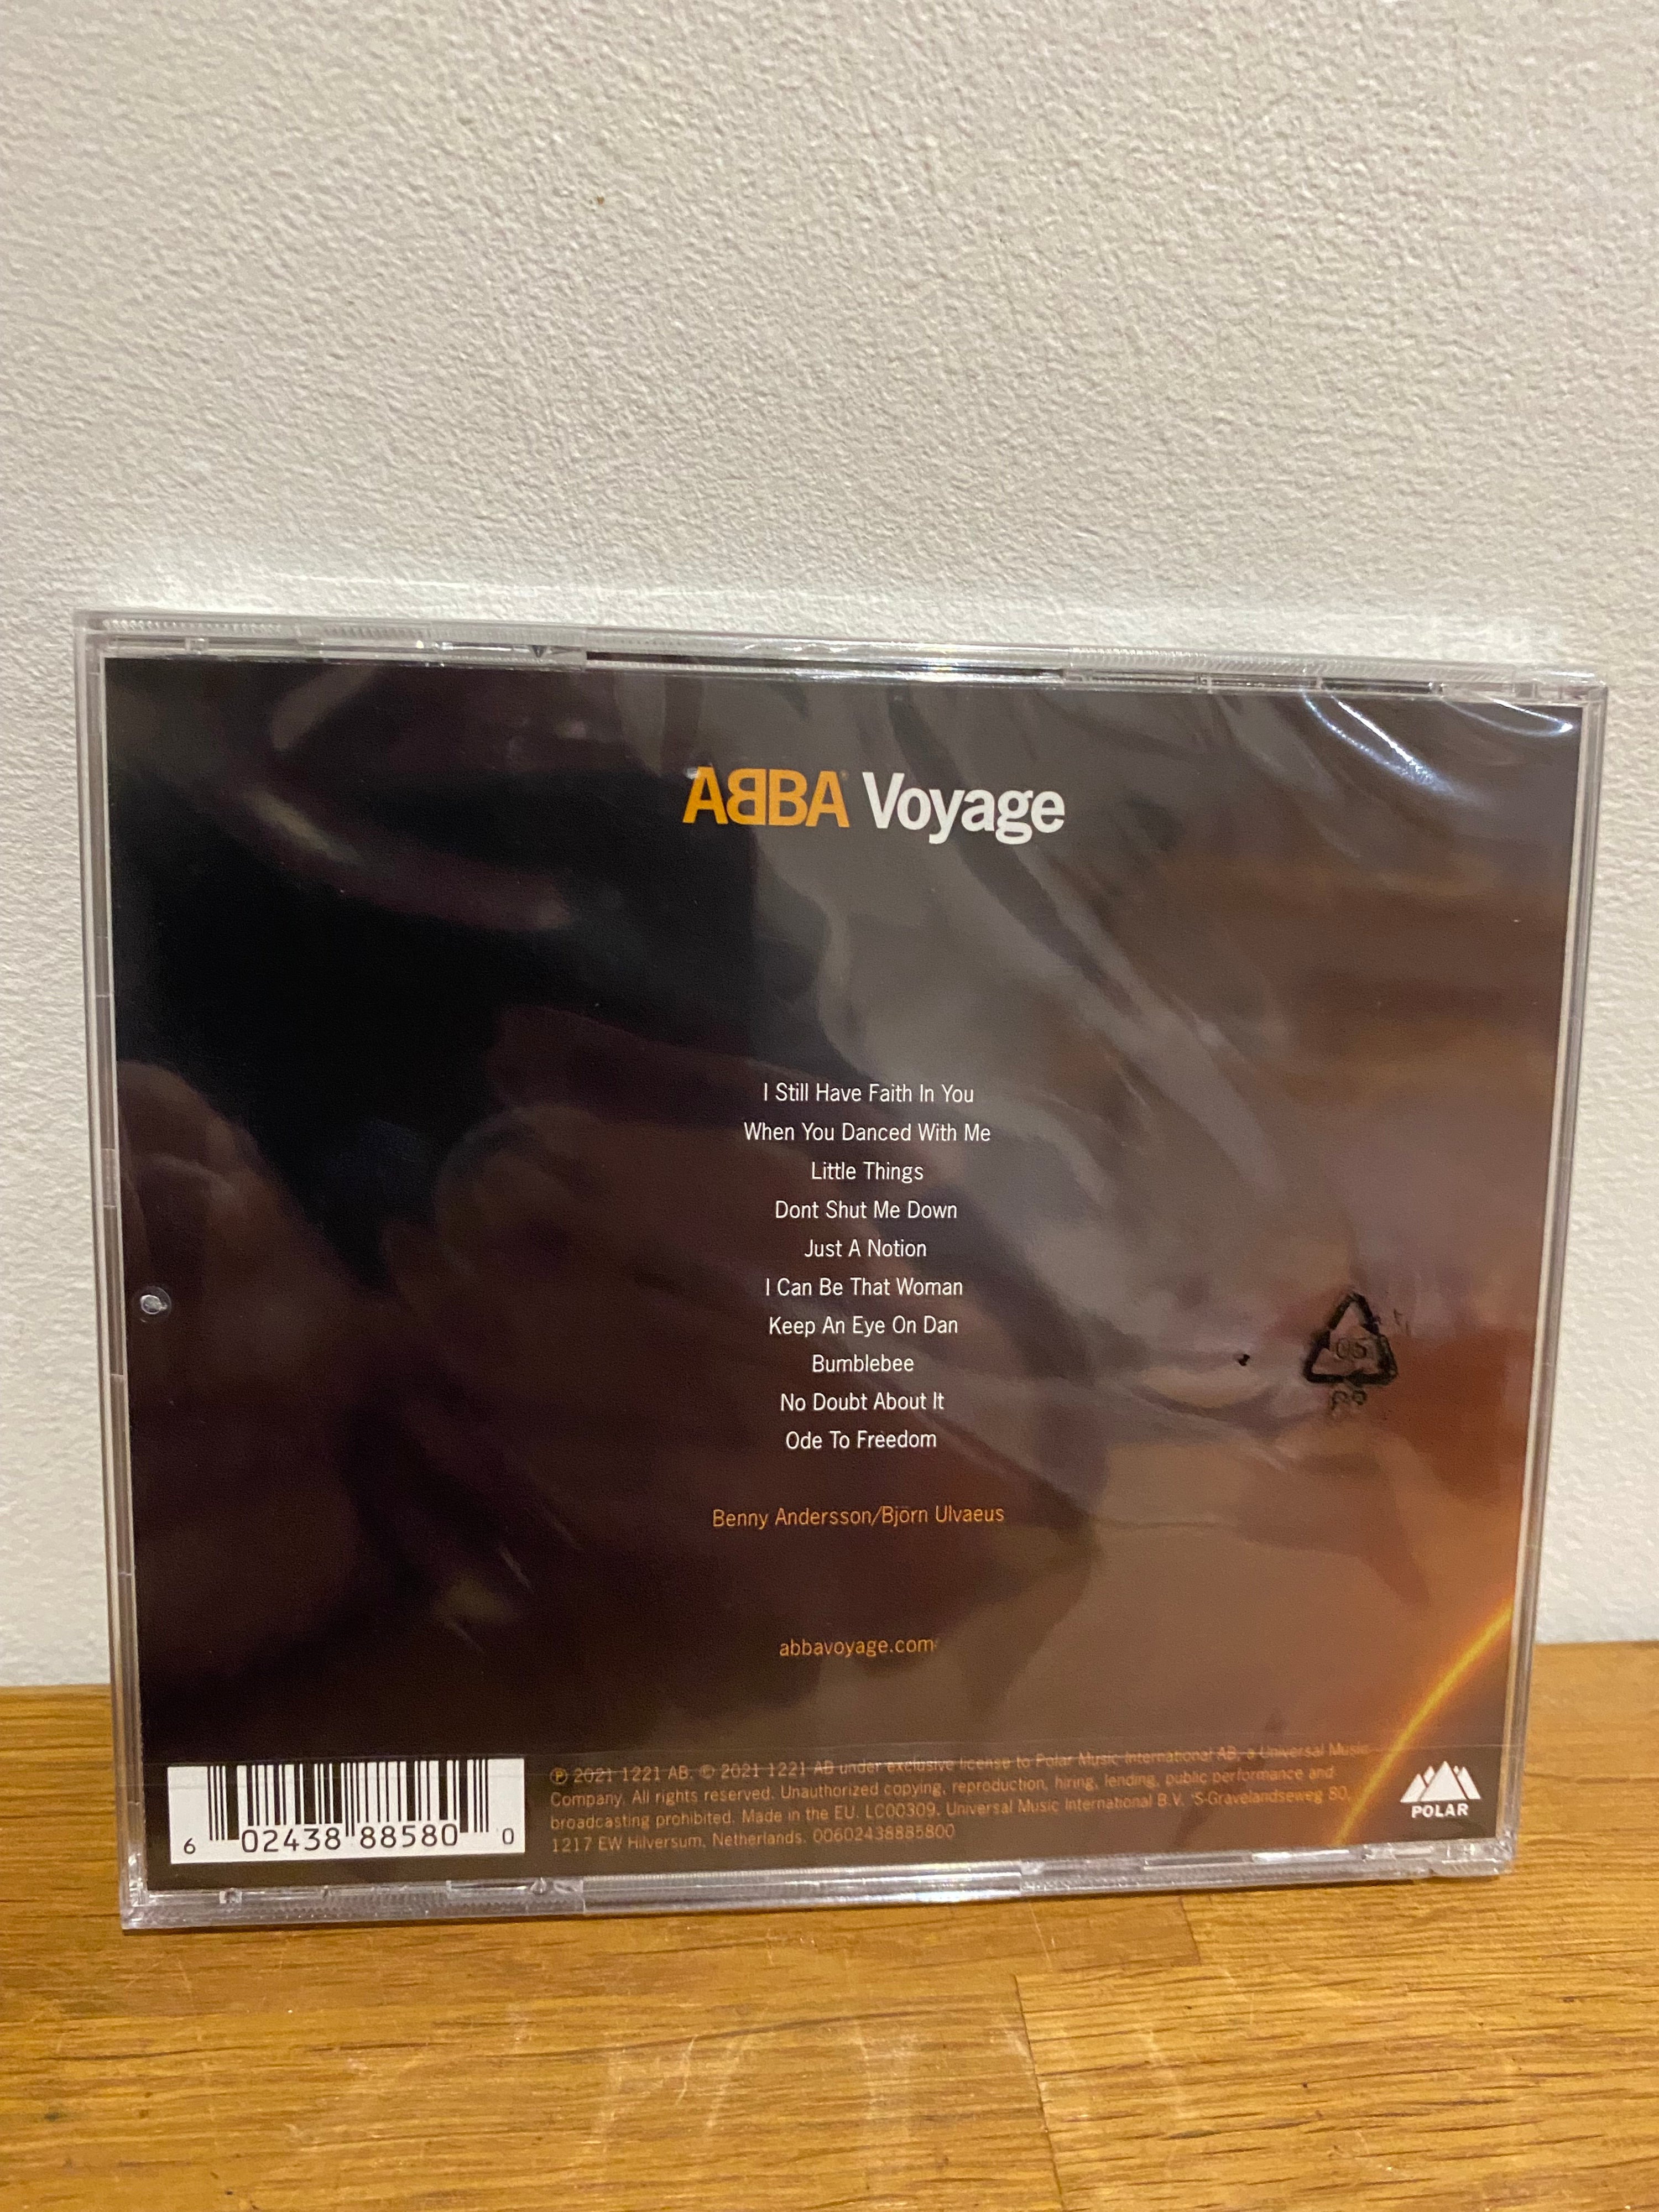 ABBA Voyage
I Still Have Faith In You
When You Danced With Me
Little Things
Dont Shut Me Down
Just A Notion
I Can Be That Woman
Keep An Eye On Dan
Bumblebee
No Doubt About It
Ode To Freedom
05
PP
Benny Andersson/Björn Ulvaeus
abbavoyage.com
℗ 2021 1221 AB. © 2021 1221 AB under exclusive license to Polar Music International AB, a Universal Music
Company. All rights reserved. Unauthorized copying, reproduction, hiring, lending, public performance and
broadcasting prohibited. Made in the EU. LC00309. Universal Music International B.V. 'S-Gravelandseweg 80,
1217 EW Hilversum, Netherlands. 00602438885800
6 02438 88580 0
POLAR